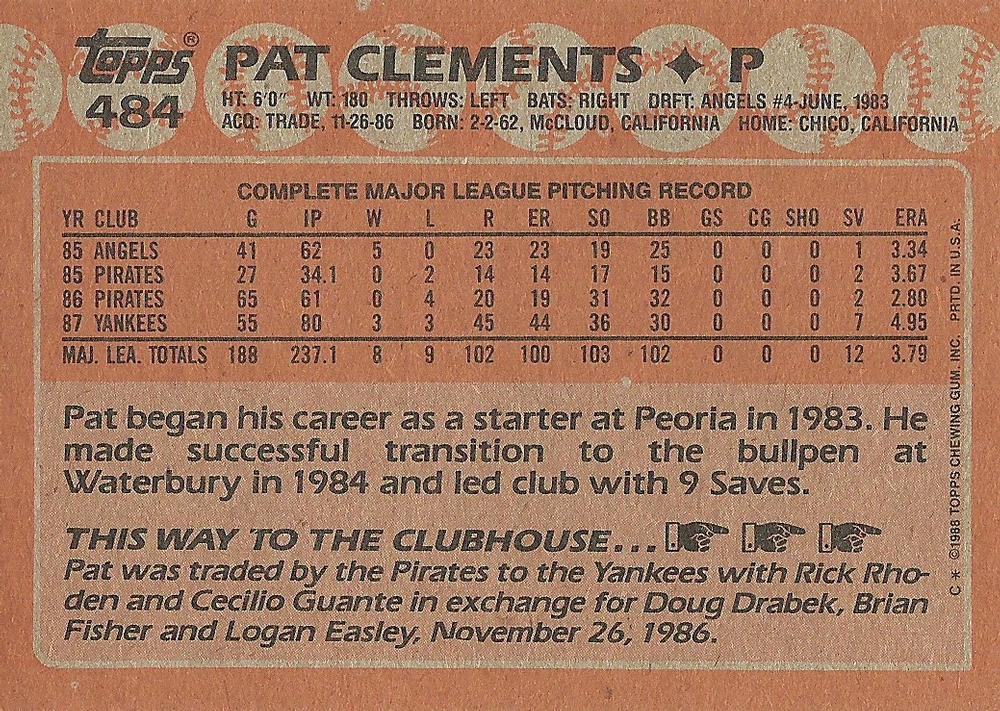 topps®
484
PAT CLEMENTS ✦ P
HT: 6'0" WT: 180 THROWS: LEFT BATS: RIGHT DRFT: ANGELS #4-JUNE, 1983
ACQ: TRADE, 11-26-86 BORN: 2-2-62, McCLOUD, CALIFORNIA HOME: CHICO, CALIFORNIA
COMPLETE MAJOR LEAGUE PITCHING RECORD
YR CLUB G IP W L R ER SO BB GS CG SHO SV ERA
85 ANGELS 41 62 5 0 23 23 19 25 0 0 0 1 3.34
85 PIRATES 27 34.1 0 2 14 14 17 15 0 0 0 2 3.67
86 PIRATES 65 61 0 4 20 19 31 32 0 0 0 2 2.80
87 YANKEES 55 80 3 3 45 44 36 30 0 0 0 7 4.95
MAJ. LEA. TOTALS 188 237.1 8 9 102 100 103 102 0 0 0 12 3.79
Pat began his career as a starter at Peoria in 1983. He
made successful transition to the bullpen at
Waterbury in 1984 and led club with 9 Saves.
THIS WAY TO THE CLUBHOUSE...
Pat was traded by the Pirates to the Yankees with Rick Rho-
den and Cecilio Guante in exchange for Doug Drabek, Brian
Fisher and Logan Easley, November 26, 1986.
C * ©1988 TOPPS CHEWING GUM, INC. PRTD. IN U.S.A.